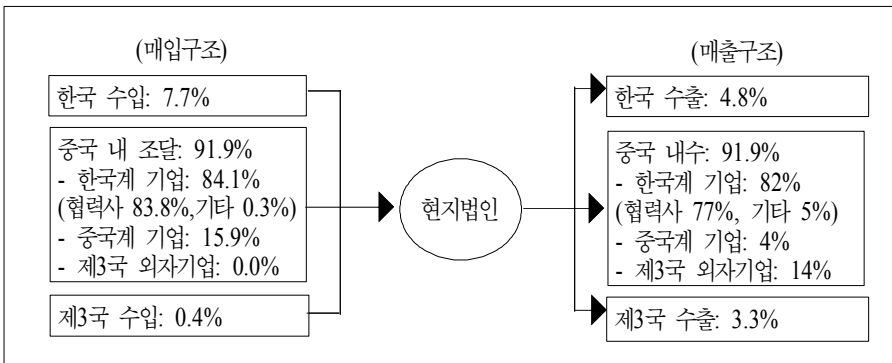 (매입구조)
한국 수입: 7.7%
중국 내 조달: 91.9%
- 한국계 기업: 84.1%
(협력사 83.8%,기타 0.3%)
- 중국계 기업: 15.9%
- 제3국 외자기업: 0.0%
제3국 수입: 0.4%
현지법인
(매출구조)
한국 수출: 4.8%
중국 내수: 91.9%
- 한국계 기업: 82%
(협력사 77%, 기타 5%)
- 중국계 기업: 4%
- 제3국 외자기업: 14%
제3국 수출: 3.3%